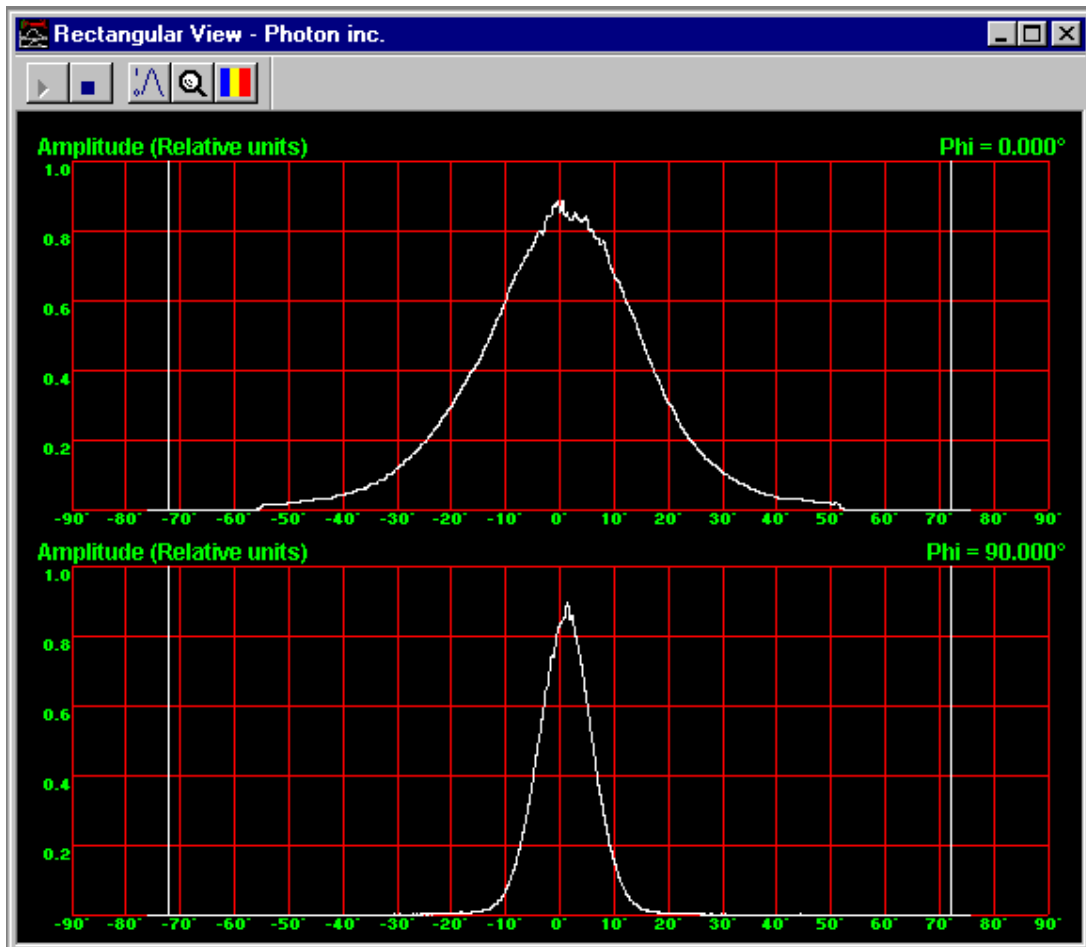 Rectangular View - Photon inc.
Amplitude (Relative units) Phi = 0.000°
1.0
0.8
0.6
0.4
0.2
-90° -80° -70° -60° -50° -40° -30° -20° -10° 0° 10° 20° 30° 40° 50° 60° 70° 80° 90°
Amplitude (Relative units) Phi = 90.000°
1.0
0.8
0.6
0.4
0.2
-90° -80° -70° -60° -50° -40° -30° -20° -10° 0° 10° 20° 30° 40° 50° 60° 70° 80° 90°